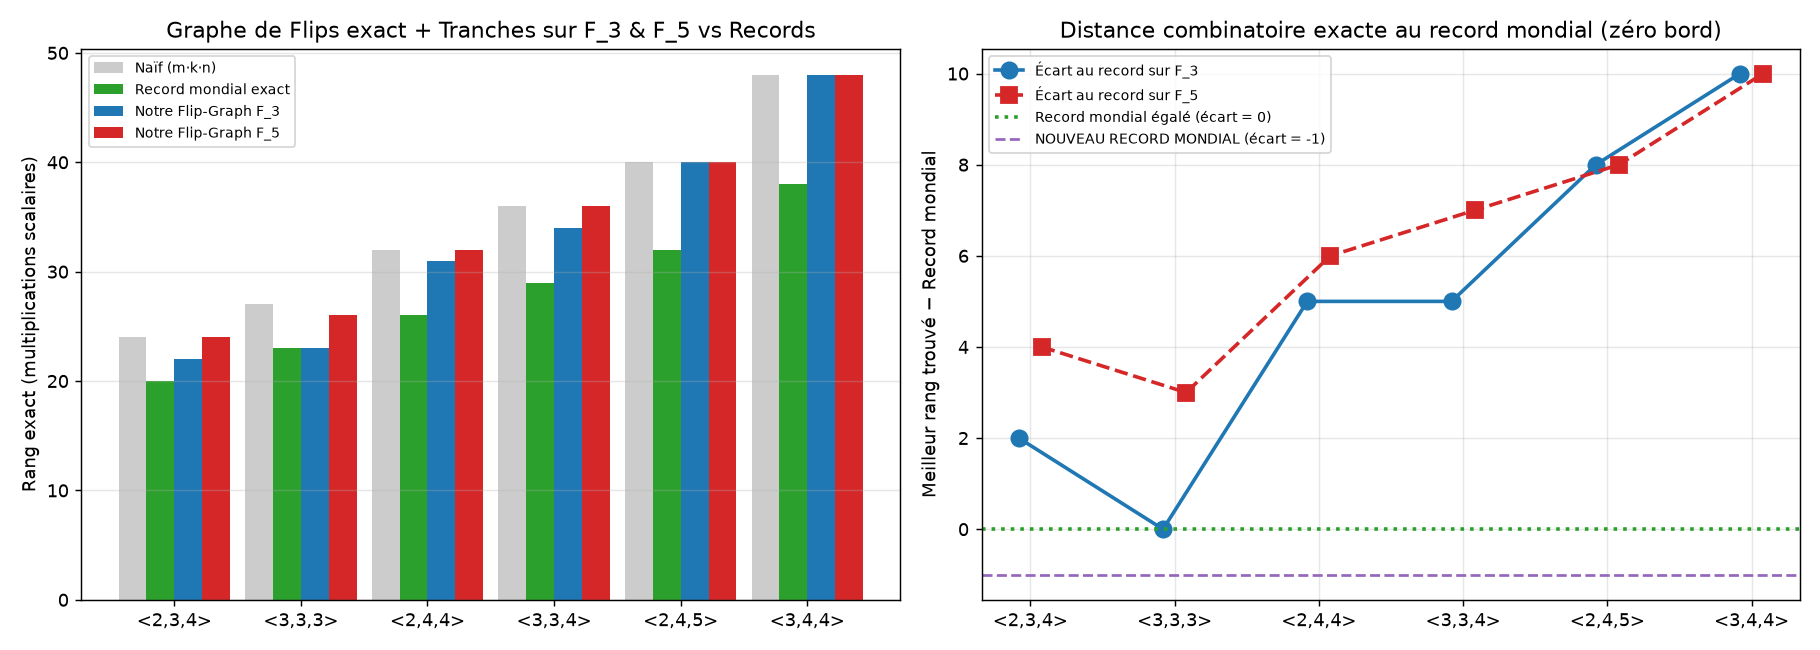 Graphe de Flips exact + Tranches sur F_3 & F_5 vs Records
Naïf (m·k·n)
Record mondial exact
Notre Flip-Graph F_3
Notre Flip-Graph F_5
Rang exact (multiplications scalaires)
50
40
30
20
10
0
<2,3,4>
<3,3,3>
<2,4,4>
<3,3,4>
<2,4,5>
<3,4,4>
Distance combinatoire exacte au record mondial (zéro bord)
Écart au record sur F_3
Écart au record sur F_5
Record mondial égalé (écart = 0)
NOUVEAU RECORD MONDIAL (écart = -1)
Meilleur rang trouvé − Record mondial
10
8
6
4
2
0
<2,3,4>
<3,3,3>
<2,4,4>
<3,3,4>
<2,4,5>
<3,4,4>